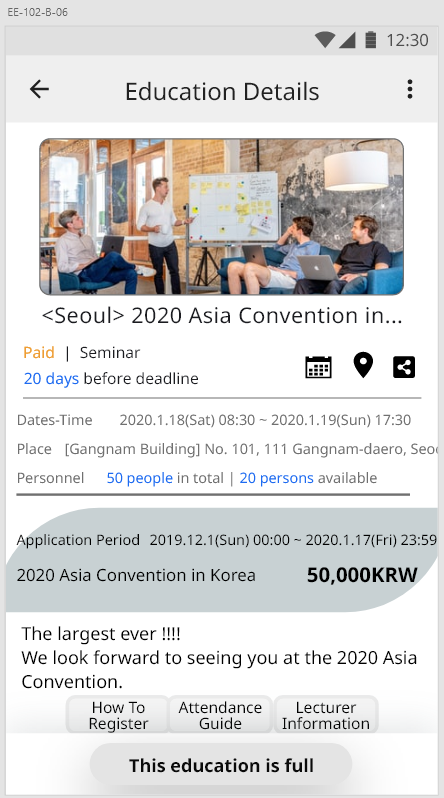 EE-102-B-06
12:30
Education Details
<Seoul> 2020 Asia Convention in...
Paid | Seminar
20 days before deadline
Dates-Time 2020.1.18(Sat) 08:30 ~ 2020.1.19(Sun) 17:30
Place [Gangnam Building] No. 101, 111 Gangnam-daero, Seo
Personnel 50 people in total | 20 persons available
Application Period 2019.12.1(Sun) 00:00 ~ 2020.1.17(Fri) 23:59
2020 Asia Convention in Korea 50,000KRW
The largest ever !!!!
We look forward to seeing you at the 2020 Asia
Convention.
How To
Register
Attendance
Guide
Lecturer
Information
This education is full